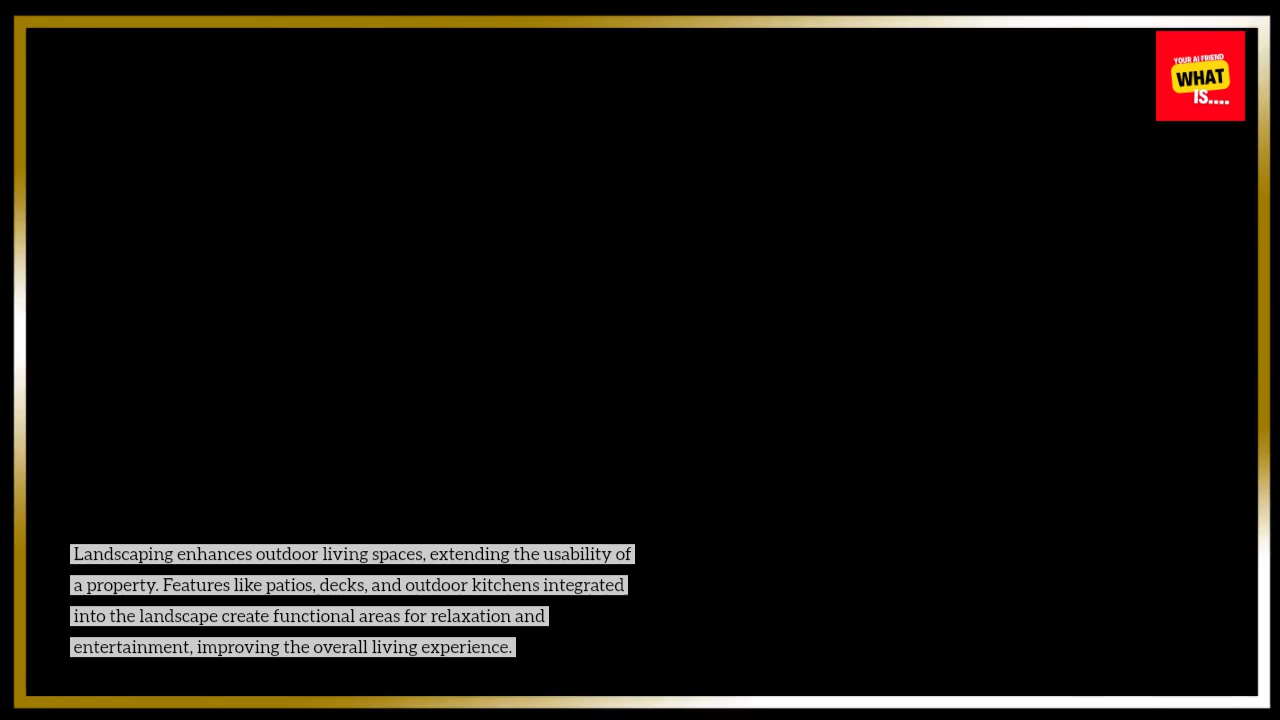 YOUR AI FRIEND
WHAT
IS....
Landscaping enhances outdoor living spaces, extending the usability of
a property. Features like patios, decks, and outdoor kitchens integrated
into the landscape create functional areas for relaxation and
entertainment, improving the overall living experience.